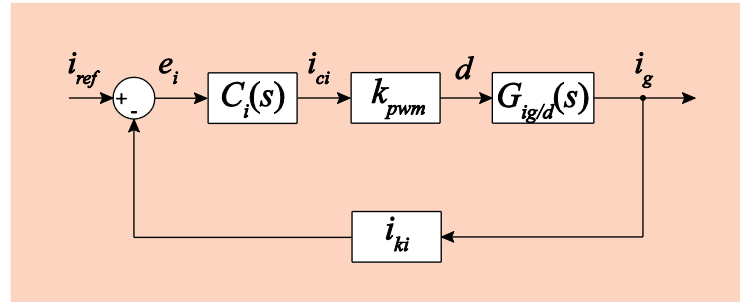 i_ref
+
-
e_i
C_i(s)
i_ci
k_pwm
d
G_ig/d(s)
i_g
i_ki